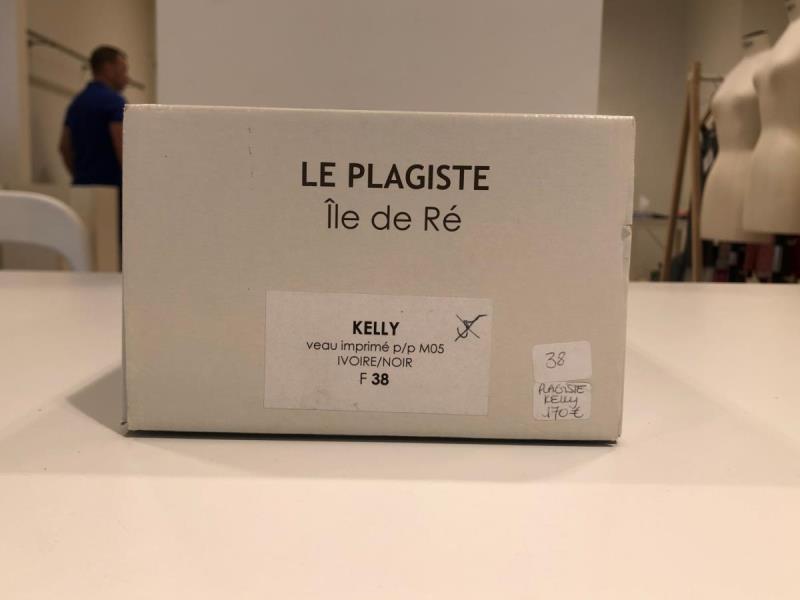 LE PLAGISTE
Île de Ré
KELLY
veau imprimé p/p M05
IVOIRE/NOIR
F 38
38
PLAGISTE
KELLY
170€